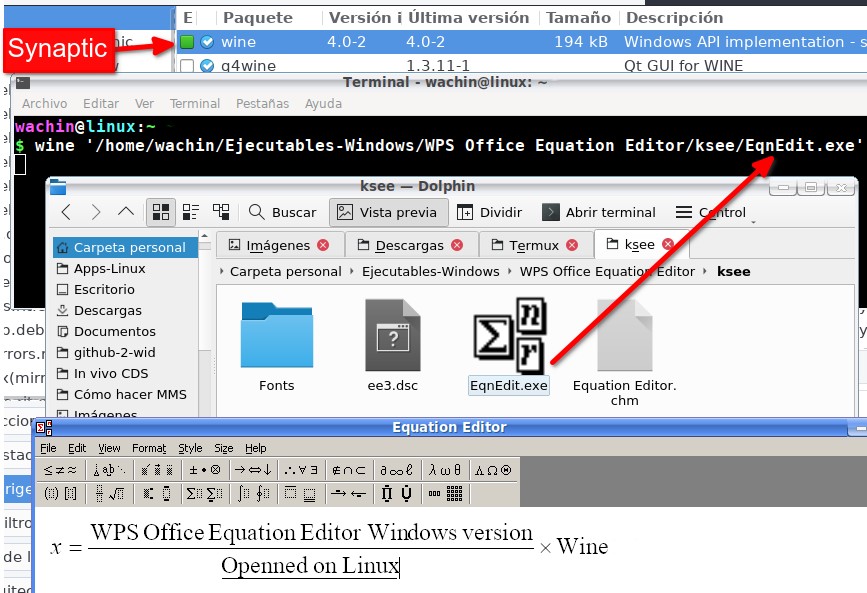 E Paquete Versión i Última versión Tamaño Descripción
Synaptic
wine 4.0-2 4.0-2 194 kB Windows API implementation - s
q4wine 1.3.11-1 Qt GUI for WINE
Terminal - wachin@linux: ~
Archivo Editar Ver Terminal Pestañas Ayuda
wachin@linux:~
$ wine '/home/wachin/Ejecutables-Windows/WPS Office Equation Editor/ksee/EqnEdit.exe'
ksee — Dolphin
Buscar Vista previa Dividir Abrir terminal Control
Imágenes Descargas Termux ksee
Carpeta personal Ejecutables-Windows WPS Office Equation Editor ksee
Carpeta personal
Apps-Linux
Escritorio
Descargas
Documentos
github-2-wid
In vivo CDS
Cómo hacer MMS
Imágenes
Fonts
ee3.dsc
EqnEdit.exe
Equation Editor.
chm
Equation Editor
File Edit View Format Style Size Help
x = WPS Office Equation Editor Windows version × Wine
Openned on Linux